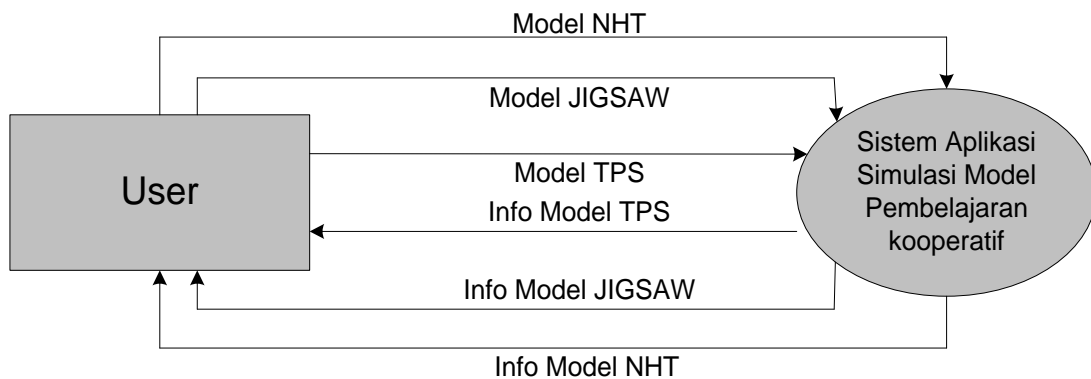 Model NHT
Model JIGSAW
User
Model TPS
Info Model TPS
Sistem Aplikasi
Simulasi Model
Pembelajaran
kooperatif
Info Model JIGSAW
Info Model NHT